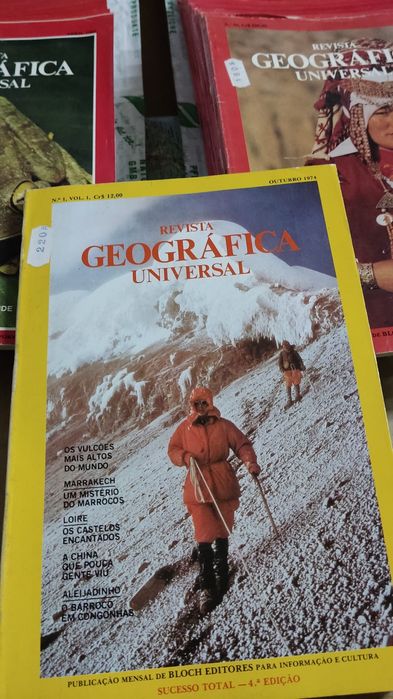 REVISTA
GEOGRÁFICA
UNIVERSAL
Nº 1, VOL. 1, Cr$ 12,00
OUTUBRO 1974
220
REVISTA
GEOGRÁFICA
UNIVERSAL
OS VULCÕES
MAIS ALTOS
DO MUNDO
MARRAKECH
UM MISTÉRIO
DO MARROCOS
LOIRE
OS CASTELOS
ENCANTADOS
A CHINA
QUE POUCA
GENTE VIU
ALEIJADINHO
O BARROCO
EM CONGONHAS
PUBLICAÇÃO MENSAL DE BLOCH EDITORES PARA INFORMAÇÃO E CULTURA
SUCESSO TOTAL — 4.ª EDIÇÃO